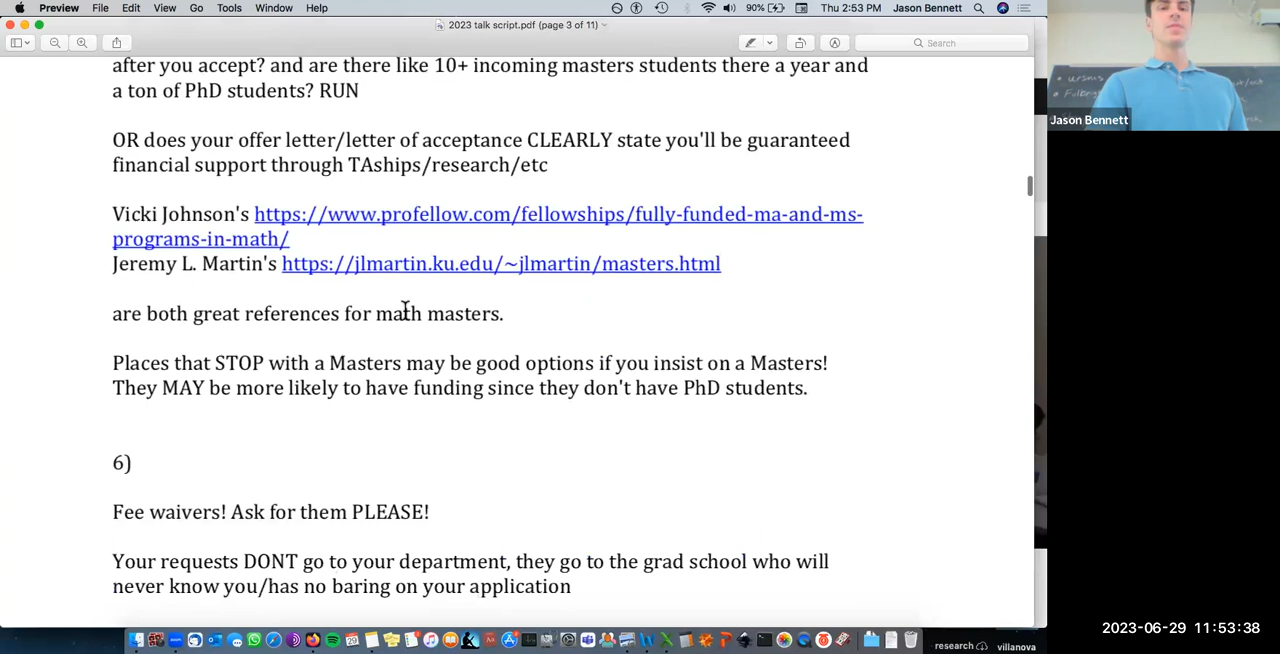 Preview File Edit View Go Tools Window Help 90% Thu 2:53 PM Jason Bennett
2023 talk script.pdf (page 3 of 11)
Search
after you accept? and are there like 10+ incoming masters students there a year and
a ton of PhD students? RUN
OR does your offer letter/letter of acceptance CLEARLY state you'll be guaranteed
financial support through TAships/research/etc
Vicki Johnson's https://www.profellow.com/fellowships/fully-funded-ma-and-ms-
programs-in-math/
Jeremy L. Martin's https://jlmartin.ku.edu/~jlmartin/masters.html
are both great references for math masters.
Places that STOP with a Masters may be good options if you insist on a Masters!
They MAY be more likely to have funding since they don't have PhD students.
6)
Fee waivers! Ask for them PLEASE!
Your requests DONT go to your department, they go to the grad school who will
never know you/has no baring on your application
Jason Bennett
2023-06-29 11:53:38
research
villanova